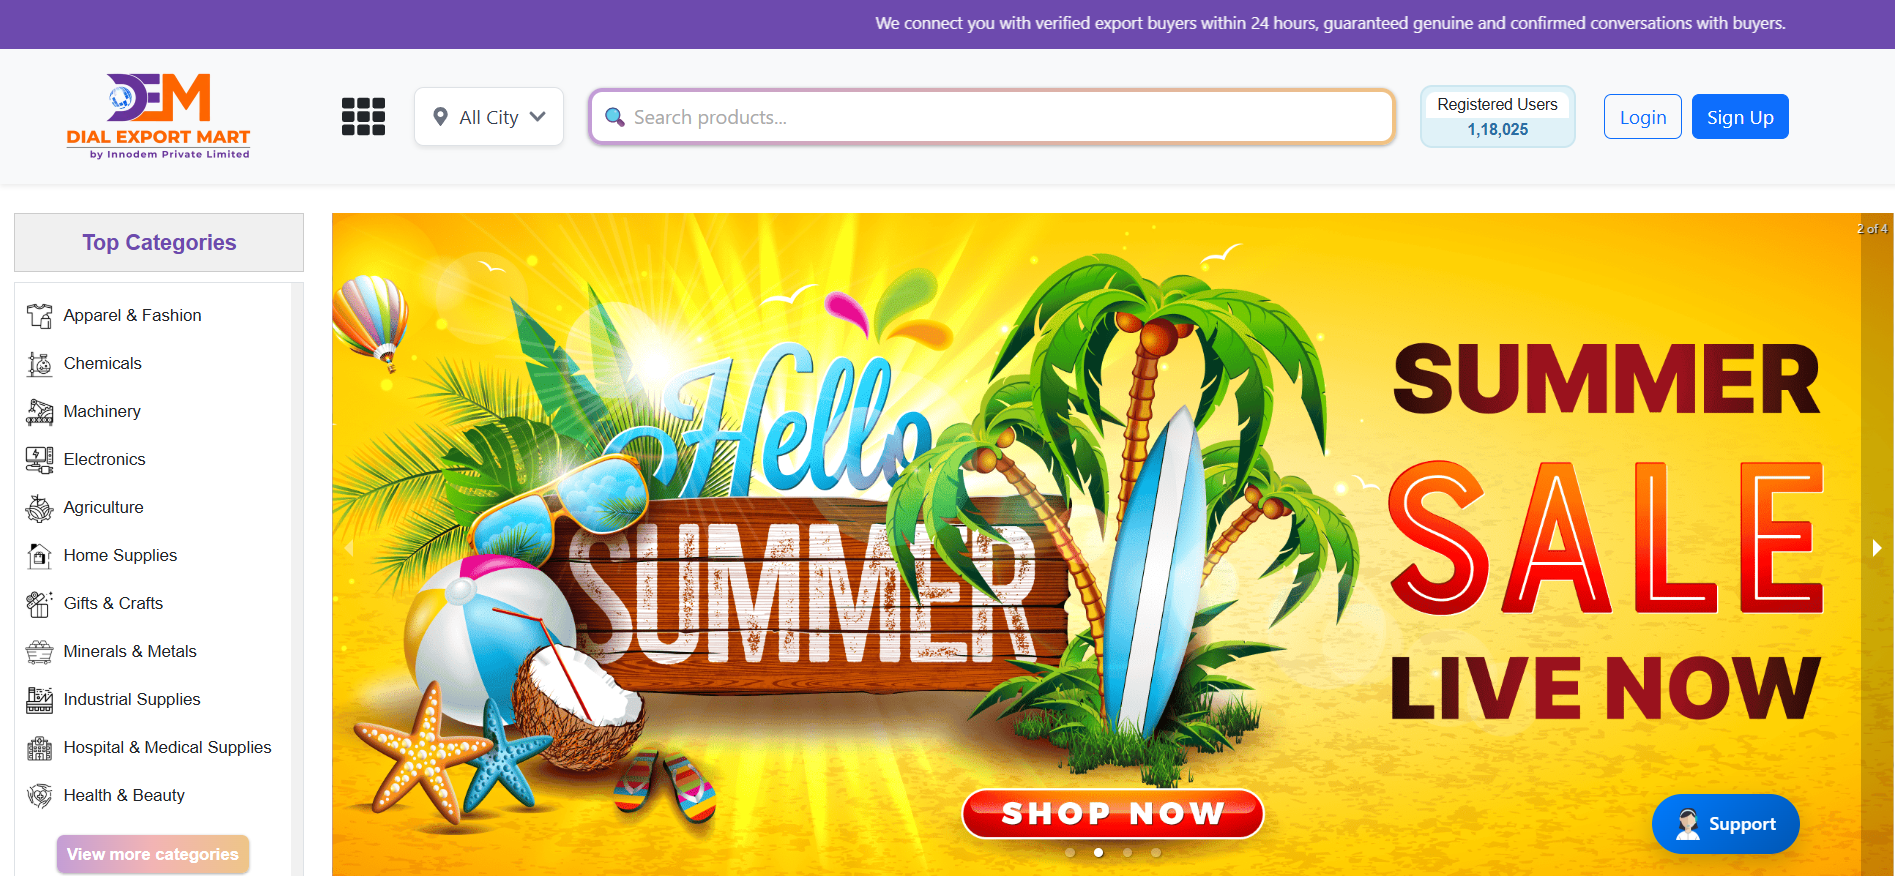 We connect you with verified export buyers within 24 hours, guaranteed genuine and confirmed conversations with buyers.
DEM
DIAL EXPORT MART
by Innodem Private Limited
All City
Search products...
Registered Users
1,18,025
Login
Sign Up
Top Categories
Apparel & Fashion
Chemicals
Machinery
Electronics
Agriculture
Home Supplies
Gifts & Crafts
Minerals & Metals
Industrial Supplies
Hospital & Medical Supplies
Health & Beauty
View more categories
2 of 4
Hello
SUMMER
SUMMER
SALE
LIVE NOW
SHOP NOW
Support